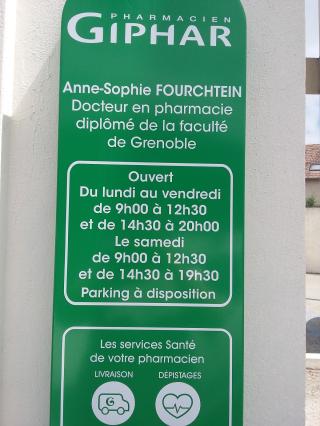 PHARMACIEN
GIPHAR
Anne-Sophie FOURCHTEIN
Docteur en pharmacie
diplômé de la faculté
de Grenoble
Ouvert
Du lundi au vendredi
de 9h00 à 12h30
et de 14h30 à 20h00
Le samedi
de 9h00 à 12h30
et de 14h30 à 19h30
Parking à disposition
Les services Santé
de votre pharmacien
LIVRAISON DÉPISTAGES
G